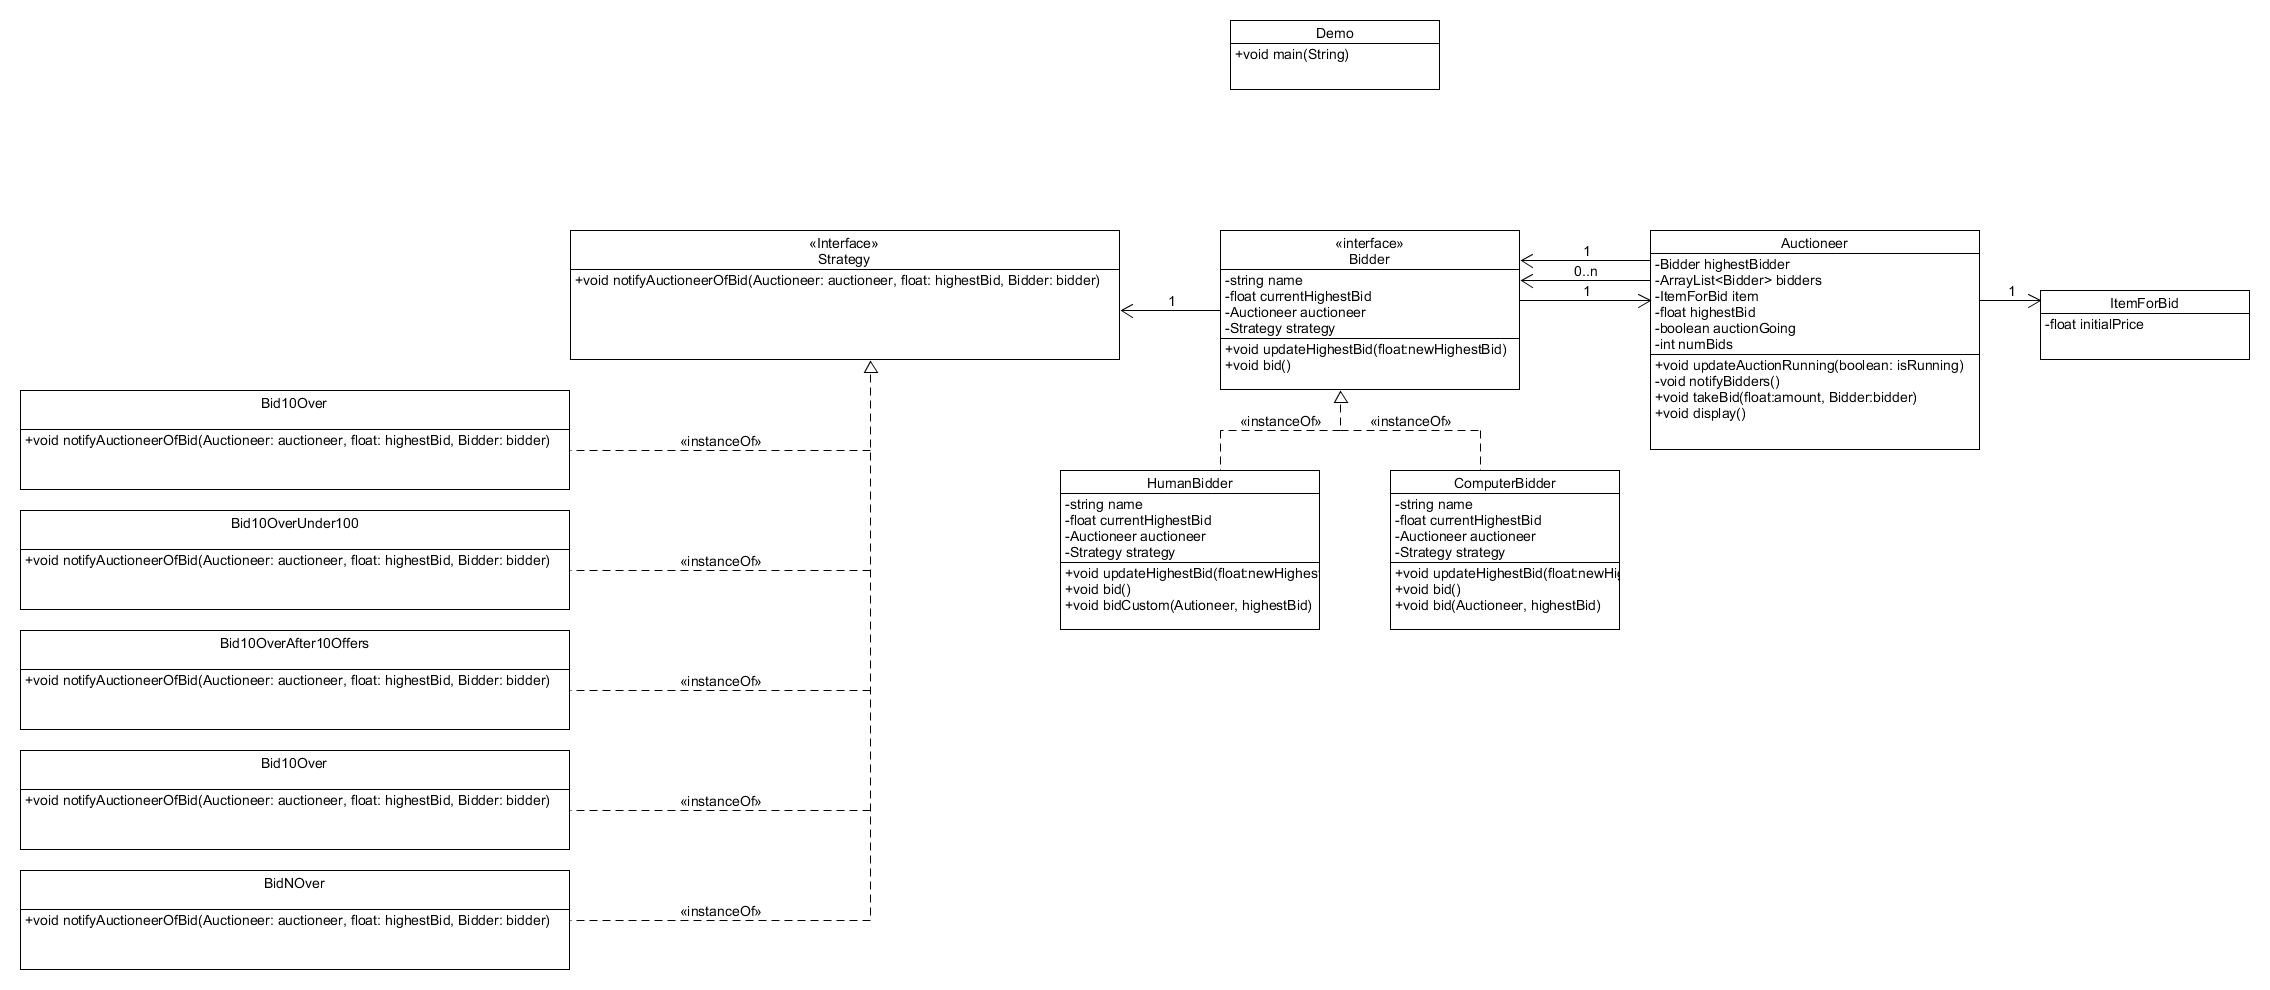 Demo
+void main(String)
«Interface»
Strategy
+void notifyAuctioneerOfBid(Auctioneer: auctioneer, float: highestBid, Bidder: bidder)
1
«interface»
Bidder
-string name
-float currentHighestBid
-Auctioneer auctioneer
-Strategy strategy
+void updateHighestBid(float:newHighestBid)
+void bid()
1
0..n
1
Auctioneer
-Bidder highestBidder
-ArrayList<Bidder> bidders
-ItemForBid item
-float highestBid
-boolean auctionGoing
-int numBids
+void updateAuctionRunning(boolean: isRunning)
-void notifyBidders()
+void takeBid(float:amount, Bidder:bidder)
+void display()
1
ItemForBid
-float initialPrice
«instanceOf»
«instanceOf»
HumanBidder
-string name
-float currentHighestBid
-Auctioneer auctioneer
-Strategy strategy
+void updateHighestBid(float:newHighest
+void bid()
+void bidCustom(Autioneer, highestBid)
ComputerBidder
-string name
-float currentHighestBid
-Auctioneer auctioneer
-Strategy strategy
+void updateHighestBid(float:newHig
+void bid()
+void bid(Auctioneer, highestBid)
Bid10Over
+void notifyAuctioneerOfBid(Auctioneer: auctioneer, float: highestBid, Bidder: bidder)
«instanceOf»
Bid10OverUnder100
+void notifyAuctioneerOfBid(Auctioneer: auctioneer, float: highestBid, Bidder: bidder)
«instanceOf»
Bid10OverAfter10Offers
+void notifyAuctioneerOfBid(Auctioneer: auctioneer, float: highestBid, Bidder: bidder)
«instanceOf»
Bid10Over
+void notifyAuctioneerOfBid(Auctioneer: auctioneer, float: highestBid, Bidder: bidder)
«instanceOf»
BidNOver
+void notifyAuctioneerOfBid(Auctioneer: auctioneer, float: highestBid, Bidder: bidder)
«instanceOf»